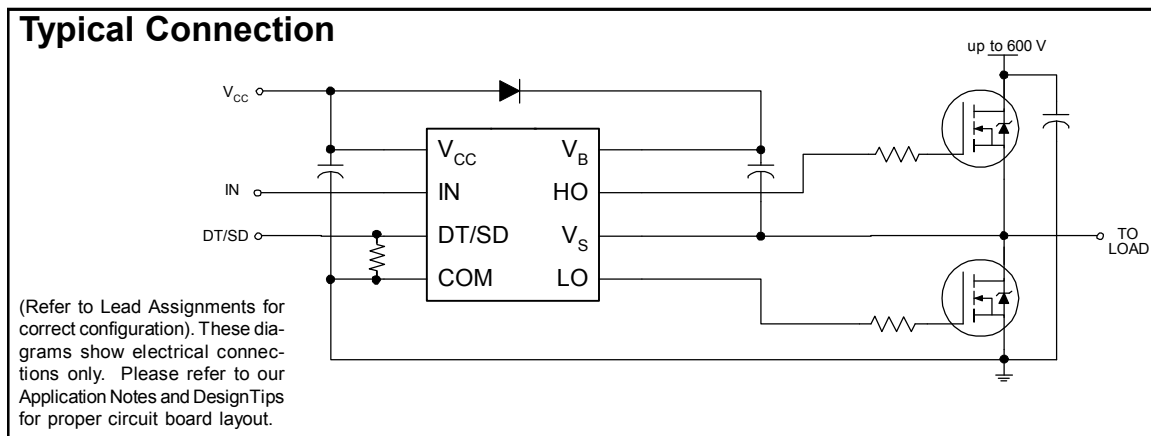 Typical Connection
up to 600 V
VCC
VCC
VB
IN
IN
HO
DT/SD
DT/SD
VS
TO
LOAD
COM
LO
(Refer to Lead Assignments for
correct configuration). These dia-
grams show electrical connec-
tions only. Please refer to our
Application Notes and DesignTips
for proper circuit board layout.